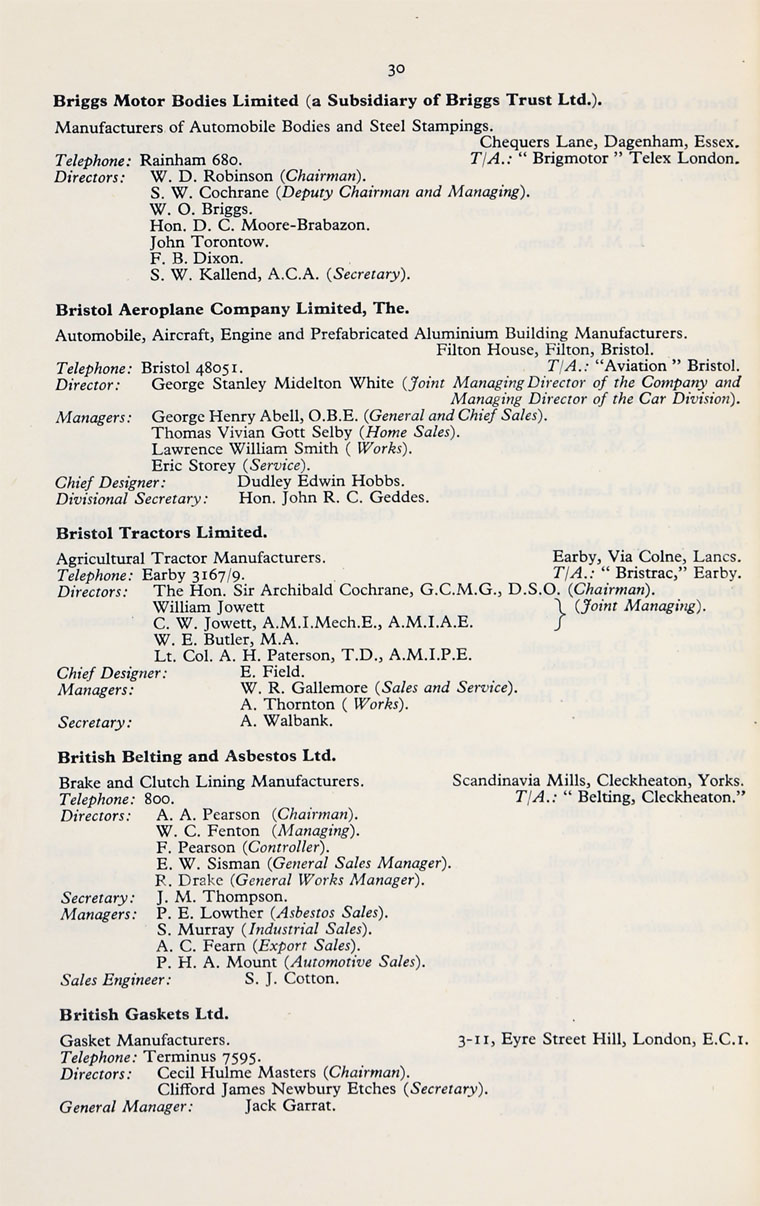 30
Briggs Motor Bodies Limited (a Subsidiary of Briggs Trust Ltd.).
Manufacturers of Automobile Bodies and Steel Stampings.
Chequers Lane, Dagenham, Essex.
Telephone: Rainham 680. T/A.: “ Brigmotor ” Telex London.
Directors: W. D. Robinson (Chairman).
S. W. Cochrane (Deputy Chairman and Managing).
W. O. Briggs.
Hon. D. C. Moore-Brabazon.
John Torontow.
F. B. Dixon.
S. W. Kallend, A.C.A. (Secretary).
Bristol Aeroplane Company Limited, The.
Automobile, Aircraft, Engine and Prefabricated Aluminium Building Manufacturers.
Filton House, Filton, Bristol.
Telephone: Bristol 48051. T/A.: “Aviation ” Bristol.
Director: George Stanley Midelton White (Joint Managing Director of the Company and
Managing Director of the Car Division).
Managers: George Henry Abell, O.B.E. (General and Chief Sales).
Thomas Vivian Gott Selby (Home Sales).
Lawrence William Smith ( Works).
Eric Storey (Service).
Chief Designer: Dudley Edwin Hobbs.
Divisional Secretary: Hon. John R. C. Geddes.
Bristol Tractors Limited.
Agricultural Tractor Manufacturers. Earby, Via Colne, Lancs.
Telephone: Earby 3167/9. T/A.: “ Bristrac,” Earby.
Directors: The Hon. Sir Archibald Cochrane, G.C.M.G., D.S.O. (Chairman).
William Jowett } (Joint Managing).
C. W. Jowett, A.M.I.Mech.E., A.M.I.A.E.
W. E. Butler, M.A.
Lt. Col. A. H. Paterson, T.D., A.M.I.P.E.
Chief Designer: E. Field.
Managers: W. R. Gallemore (Sales and Service).
A. Thornton ( Works).
Secretary: A. Walbank.
British Belting and Asbestos Ltd.
Brake and Clutch Lining Manufacturers. Scandinavia Mills, Cleckheaton, Yorks.
Telephone: 800. T/A.: “ Belting, Cleckheaton.”
Directors: A. A. Pearson (Chairman).
W. C. Fenton (Managing).
F. Pearson (Controller).
E. W. Sisman (General Sales Manager).
R. Drake (General Works Manager).
Secretary: J. M. Thompson.
Managers: P. E. Lowther (Asbestos Sales).
S. Murray (Industrial Sales).
A. C. Fearn (Export Sales).
P. H. A. Mount (Automotive Sales).
Sales Engineer: S. J. Cotton.
British Gaskets Ltd.
Gasket Manufacturers. 3-11, Eyre Street Hill, London, E.C.1.
Telephone: Terminus 7595.
Directors: Cecil Hulme Masters (Chairman).
Clifford James Newbury Etches (Secretary).
General Manager: Jack Garrat.